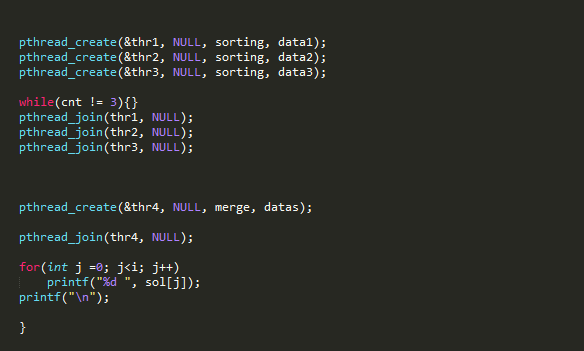 pthread_create(&thr1, NULL, sorting, data1);
pthread_create(&thr2, NULL, sorting, data2);
pthread_create(&thr3, NULL, sorting, data3);
while(cnt != 3){}
pthread_join(thr1, NULL);
pthread_join(thr2, NULL);
pthread_join(thr3, NULL);
pthread_create(&thr4, NULL, merge, datas);
pthread_join(thr4, NULL);
for(int j =0; j<i; j++)
printf("%d ", sol[j]);
printf("\n");
}